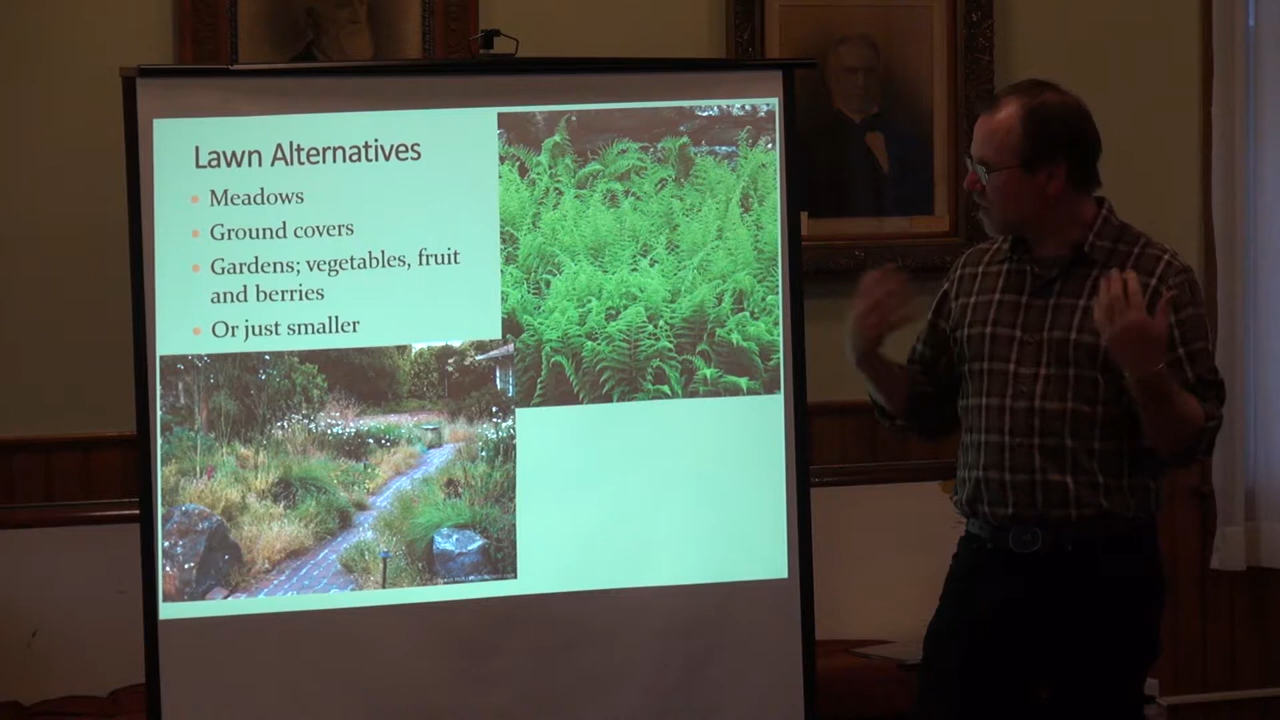 Lawn Alternatives
Meadows
Ground covers
Gardens; vegetables, fruit
and berries
Or just smaller